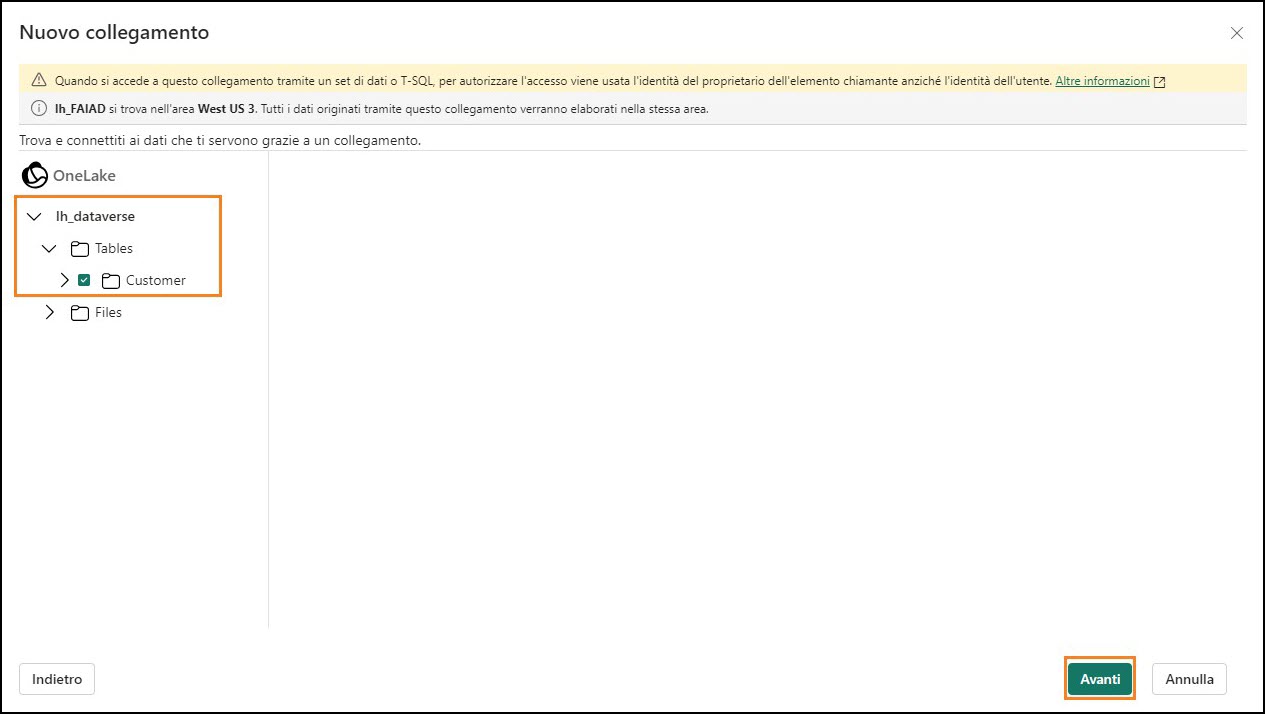 Nuovo collegamento
Quando si accede a questo collegamento tramite un set di dati o T-SQL, per autorizzare l'accesso viene usata l'identità del proprietario dell'elemento chiamante anziché l'identità dell'utente. Altre informazioni
lh_FAIAD si trova nell'area West US 3. Tutti i dati originati tramite questo collegamento verranno elaborati nella stessa area.
Trova e connettiti ai dati che ti servono grazie a un collegamento.
OneLake
lh_dataverse
Tables
Customer
Files
Indietro
Avanti
Annulla